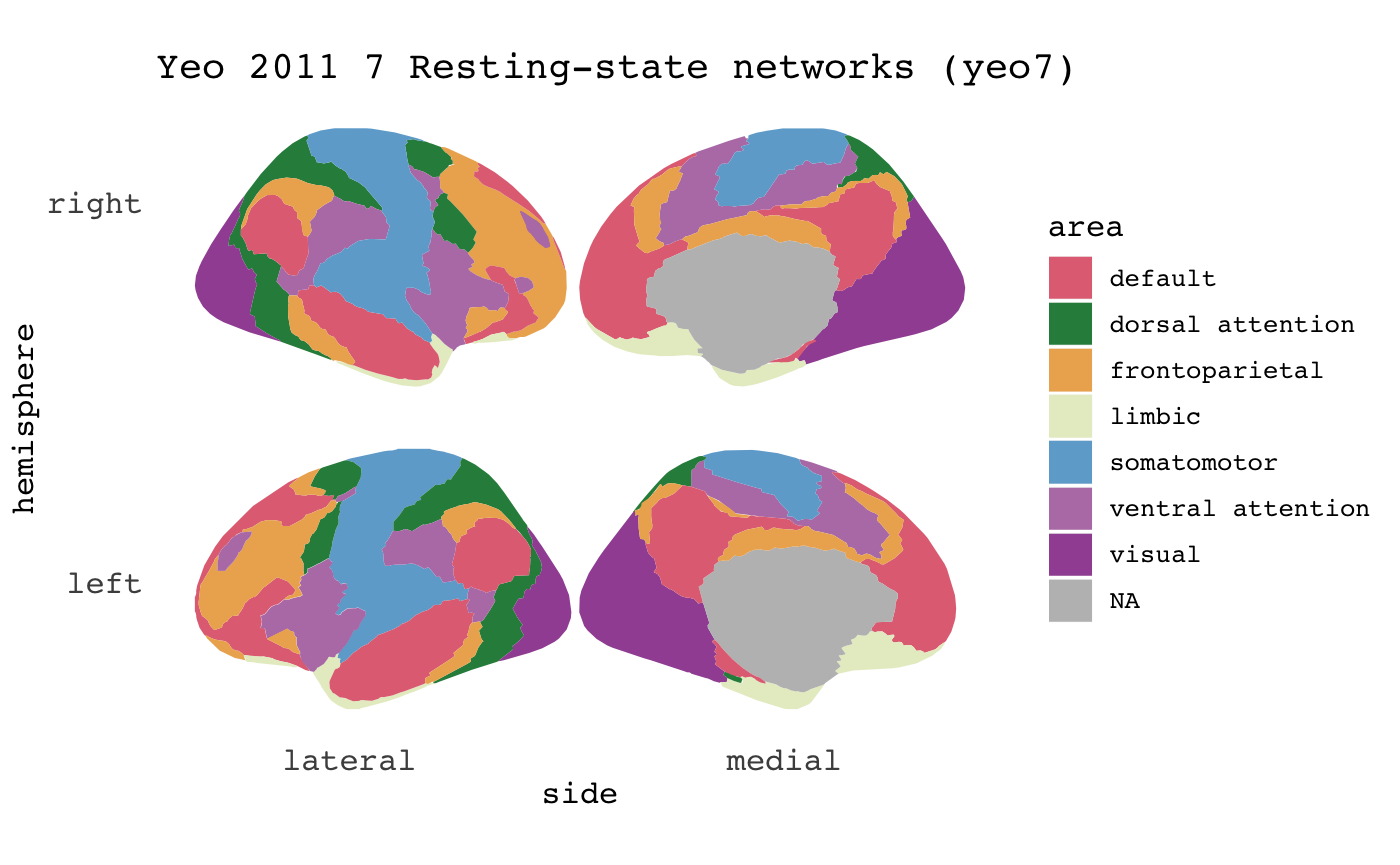 Yeo 2011 7 Resting-state networks (yeo7)
right
left
hemisphere
lateral
medial
side
area
default
dorsal attention
frontoparietal
limbic
somatomotor
ventral attention
visual
NA